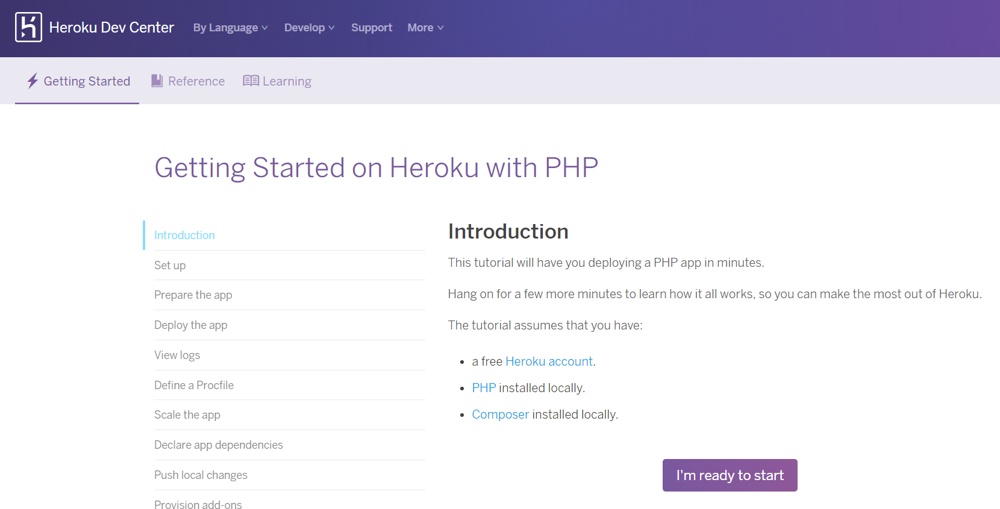 Heroku Dev Center By Language Develop Support More
Getting Started Reference Learning
Getting Started on Heroku with PHP
Introduction
Set up
Prepare the app
Deploy the app
View logs
Define a Procfile
Scale the app
Declare app dependencies
Push local changes
Provision add-ons
Introduction
This tutorial will have you deploying a PHP app in minutes.
Hang on for a few more minutes to learn how it all works, so you can make the most out of Heroku.
The tutorial assumes that you have:
• a free Heroku account.
• PHP installed locally.
• Composer installed locally.
I'm ready to start